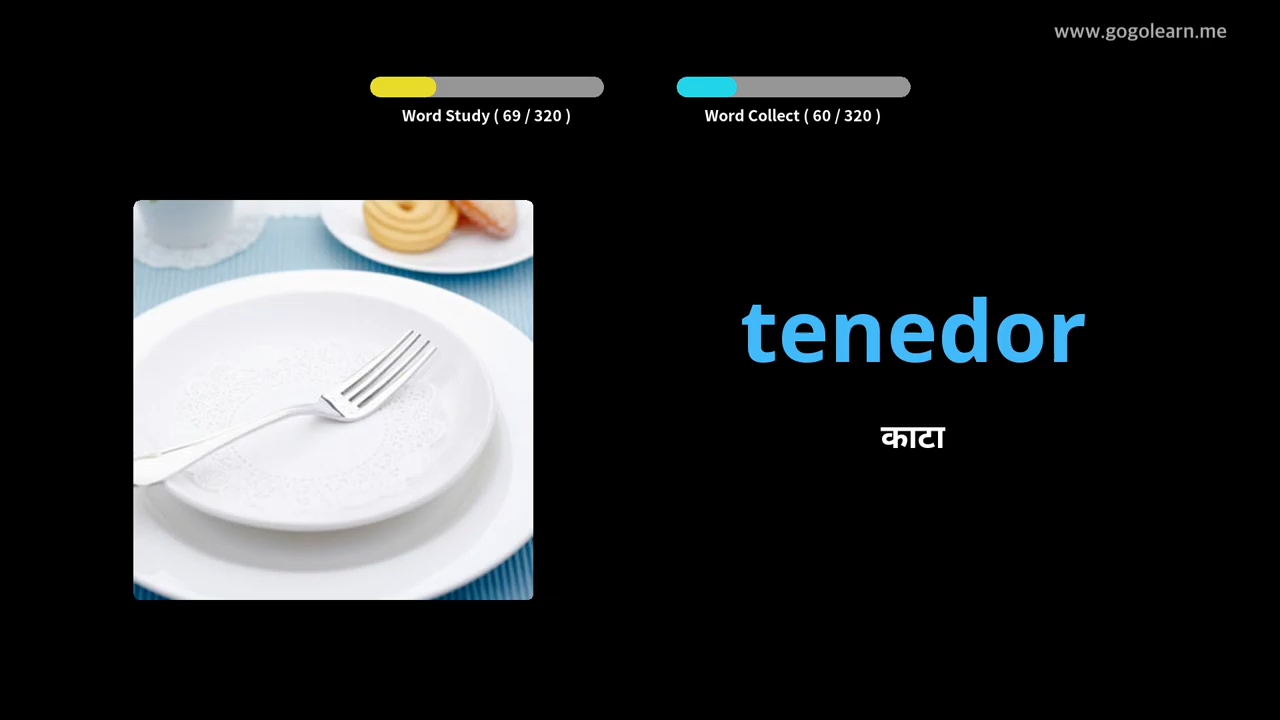 www.gogolearn.me
Word Study ( 69 / 320 )
Word Collect ( 60 / 320 )
tenedor
काटा